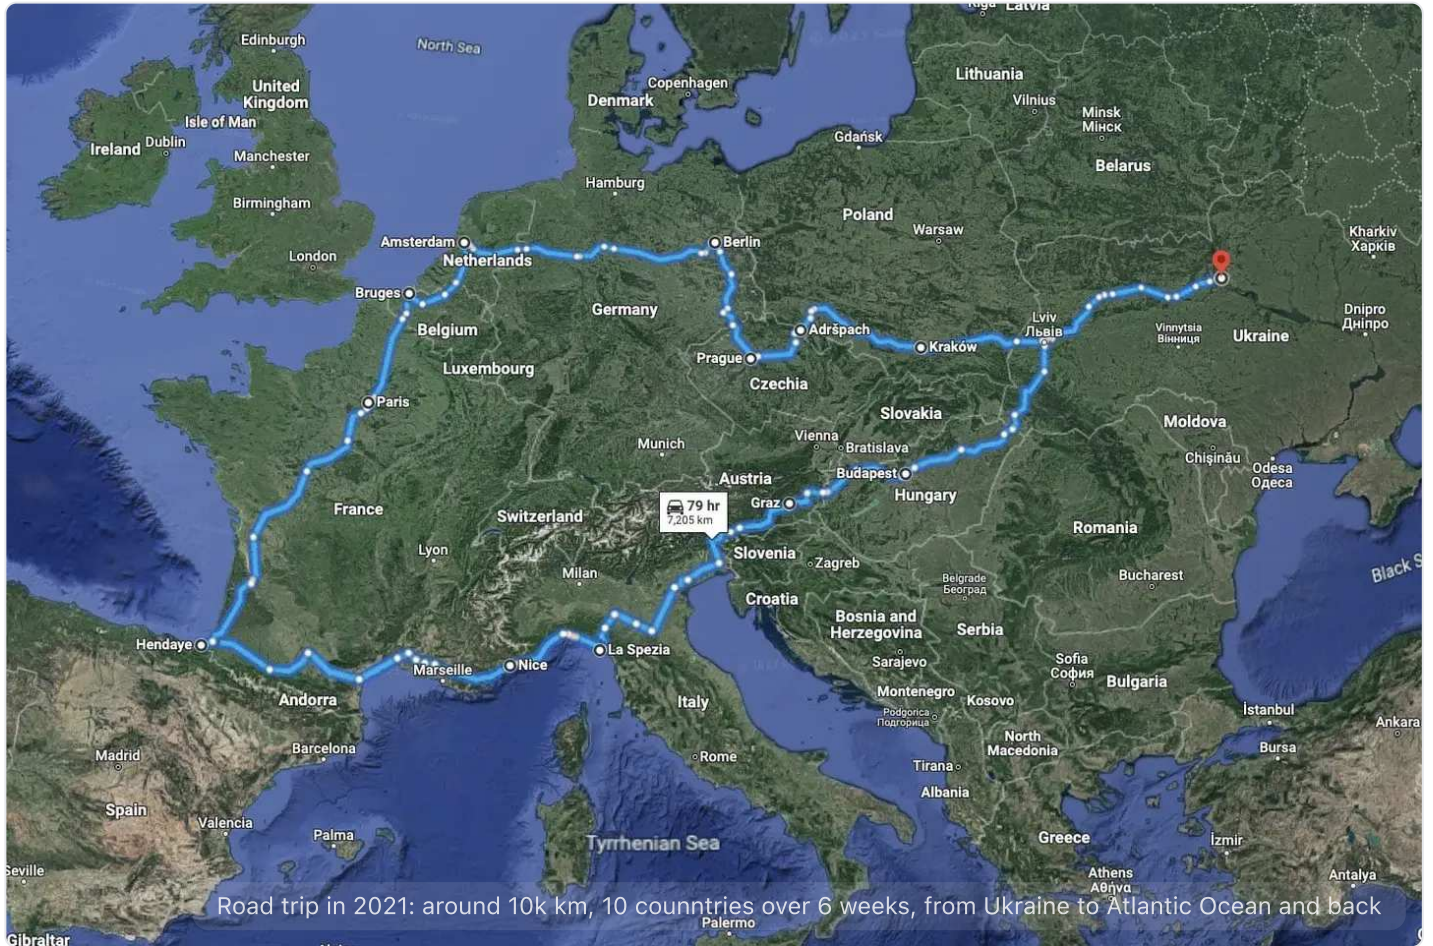 Riga
Latvia
Edinburgh
North Sea
United
Kingdom
Copenhagen
Denmark
Lithuania
Vilnius
Minsk
Мінск
Isle of Man
Ireland
Dublin
Gdańsk
Manchester
Belarus
Hamburg
Birmingham
Poland
Warsaw
Kharkiv
Харків
Amsterdam
Berlin
London
Netherlands
Bruges
Germany
Dnipro
Дніпро
Lviv
Львів
Adršpach
Vinnytsia
Вінниця
Ukraine
Belgium
Kraków
Prague
Luxembourg
Czechia
Paris
Slovakia
Moldova
Vienna
Munich
Bratislava
Chișinău
Odesa
Одеса
Budapest
Austria
Hungary
79 hr
7,205 km
Graz
France
Switzerland
Romania
Lyon
Slovenia
Zagreb
Milan
Bucharest
Black S
Belgrade
Београд
Croatia
Bosnia and
Herzegovina
Serbia
Hendaye
La Spezia
Nice
Marseille
Sarajevo
Sofia
София
Bulgaria
Andorra
Montenegro
Kosovo
Italy
Podgorica
Подгорица
İstanbul
Ankara
North
Macedonia
Barcelona
Bursa
Madrid
Rome
Tirana
Albania
Spain
Valencia
Palma
Tyrrhenian Sea
Greece
İzmir
Seville
Athens
Αθήνα
Antalya
Road trip in 2021: around 10k km, 10 counntries over 6 weeks, from Ukraine to Atlantic Ocean and back
Palermo
Gibraltar